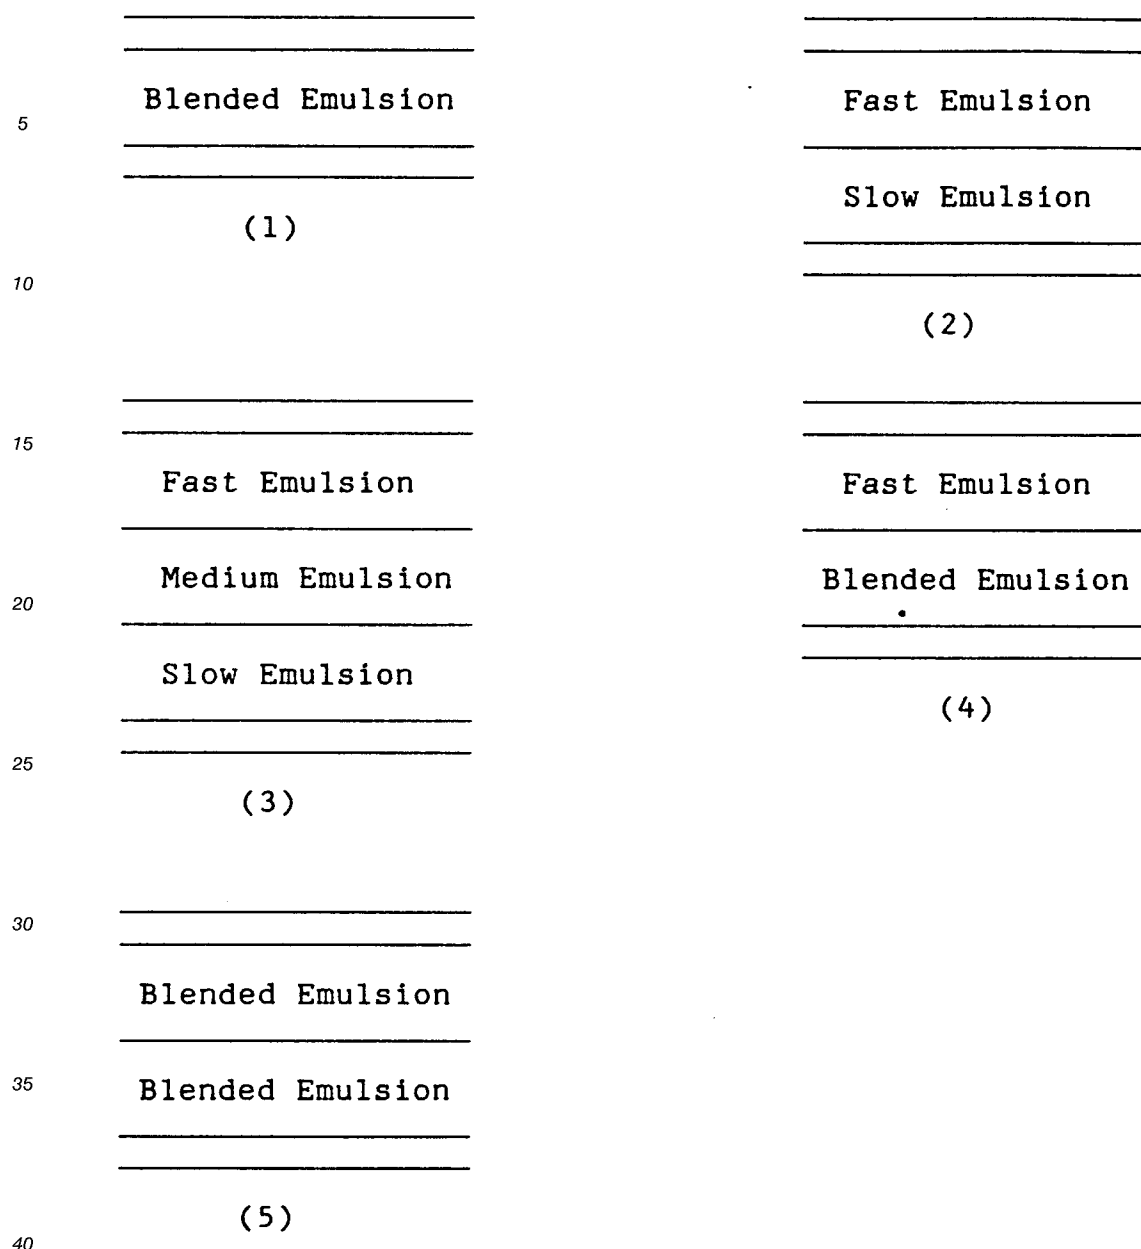 Blended Emulsion
5
(1)
Fast Emulsion
Slow Emulsion
10
(2)
15
Fast Emulsion
Medium Emulsion
20
Slow Emulsion
25
(3)
Fast Emulsion
Blended Emulsion
(4)
30
Blended Emulsion
35
Blended Emulsion
(5)
40